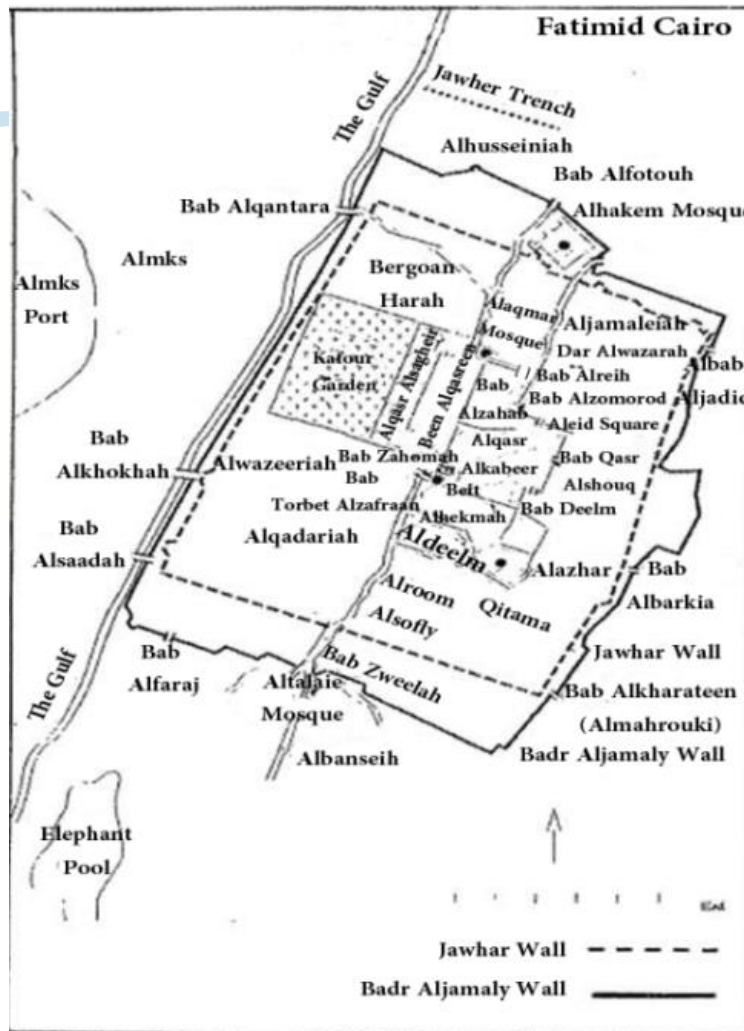 Fatimid Cairo
The Gulf
Jawher Trench
Alhusseiniah
Bab Alfotouh
Bab Alqantara
Alhakem Mosque
Almks
Almks
Port
Bergoan
Harah
Alaqmar
Mosque
Aljamaleiah
Dar Alwazarah
Albab
Aljadid
Kafour
Garden
Alqasr Alsagheir
Been Alqasreen
Bab
Alzahab
Bab Alreih
Bab Alzomorod
Aleid Square
Alqasr
Alkabeer
Bab
Alkhokhah
Alwazeeriah
Bab Zahomah
Bab
Torbet Alzafraan
Beit
Alhekmah
Bab Qasr
Alshouq
Bab Deelm
Bab
Alsaadah
Alqadariah
Aldeelm
Alazhar
Bab
Albarkia
Alroom
Alsofly
Qitama
Jawhar Wall
The Gulf
Bab
Alfaraj
Altalaie
Mosque
Bab Zweelah
Bab Alkharateen
(Almahrouki)
Albanseih
Badr Aljamaly Wall
Elephant
Pool
Jawhar Wall
Badr Aljamaly Wall